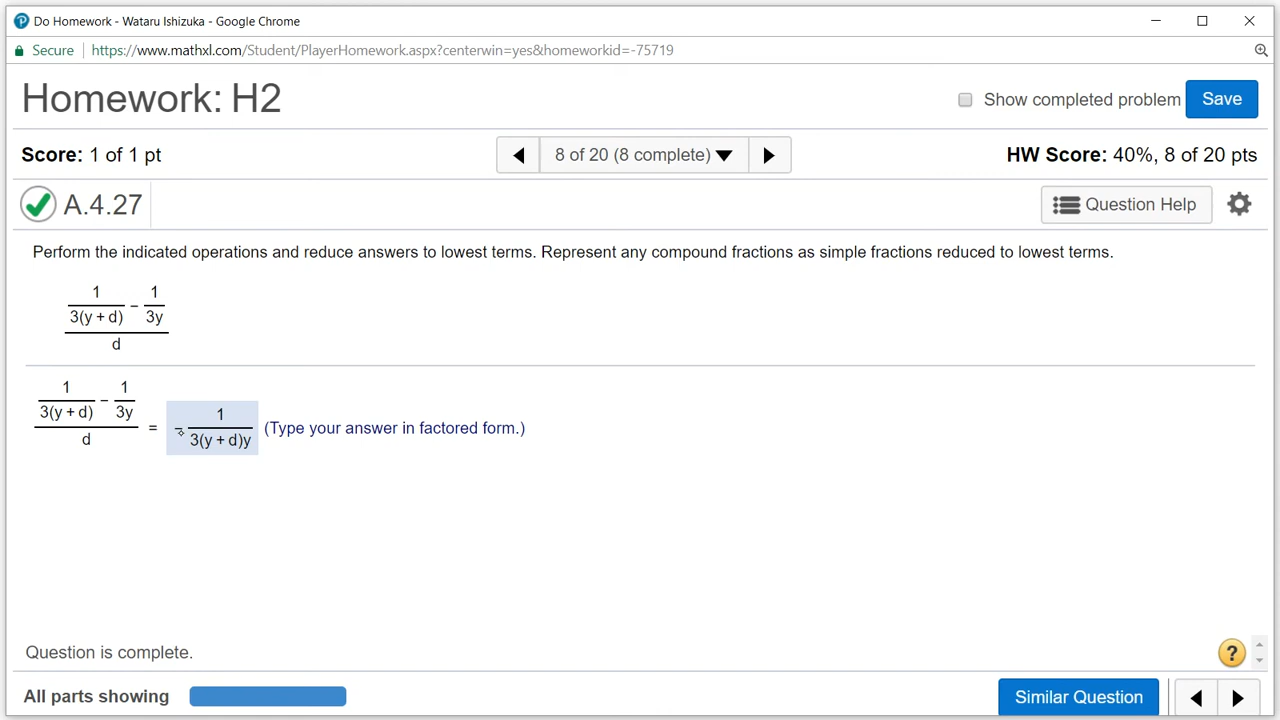 Do Homework - Wataru Ishizuka - Google Chrome
Secure https://www.mathxl.com/Student/PlayerHomework.aspx?centerwin=yes&homeworkid=-75719
Homework: H2
Show completed problem Save
Score: 1 of 1 pt
8 of 20 (8 complete)
HW Score: 40%, 8 of 20 pts
A.4.27
Question Help
Perform the indicated operations and reduce answers to lowest terms. Represent any compound fractions as simple fractions reduced to lowest terms.
1 1
3(y + d) – 3y
d
1 1 1
3(y + d) – 3y = – 3(y + d)y (Type your answer in factored form.)
d
Question is complete.
?
All parts showing
Similar Question